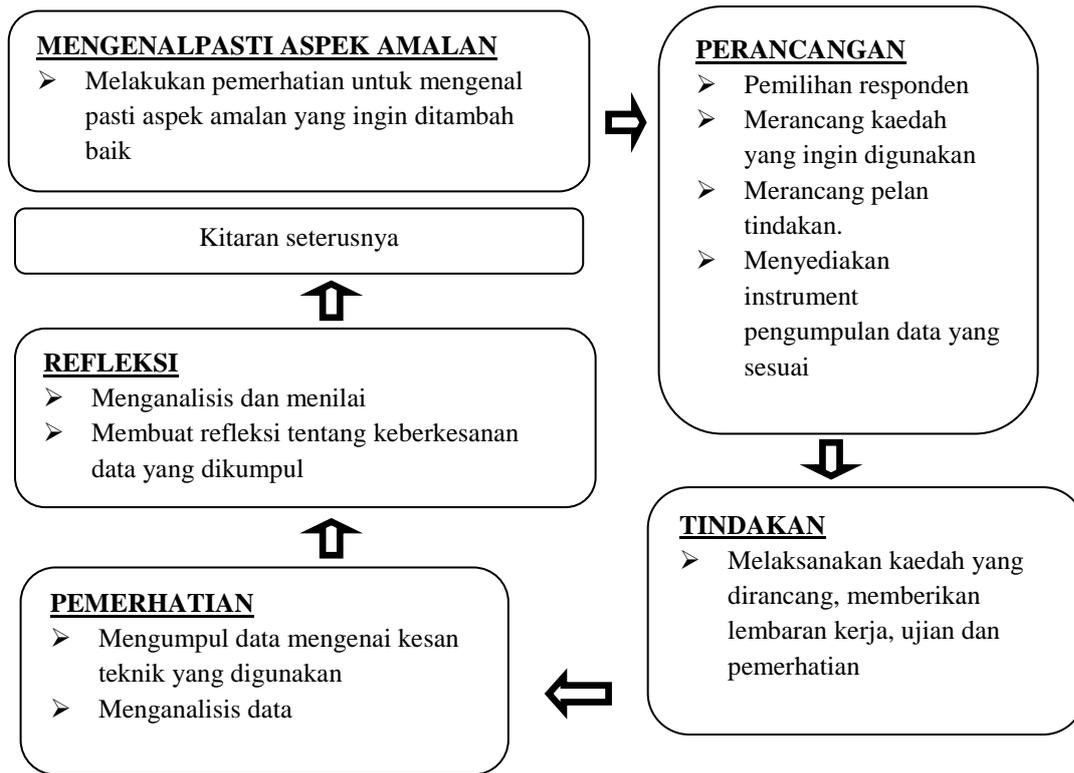 MENGENALPASTI ASPEK AMALAN
➢ Melakukan pemerhatian untuk mengenal
pasti aspek amalan yang ingin ditambah
baik
PERANCANGAN
➢ Pemilihan responden
➢ Merancang kaedah
yang ingin digunakan
➢ Merancang pelan
tindakan.
➢ Menyediakan
instrument
pengumpulan data yang
sesuai
TINDAKAN
➢ Melaksanakan kaedah yang
dirancang, memberikan
lembaran kerja, ujian dan
pemerhatian
PEMERHATIAN
➢ Mengumpul data mengenai kesan
teknik yang digunakan
➢ Menganalisis data
REFLEKSI
➢ Menganalisis dan menilai
➢ Membuat refleksi tentang keberkesanan
data yang dikumpul
Kitaran seterusnya